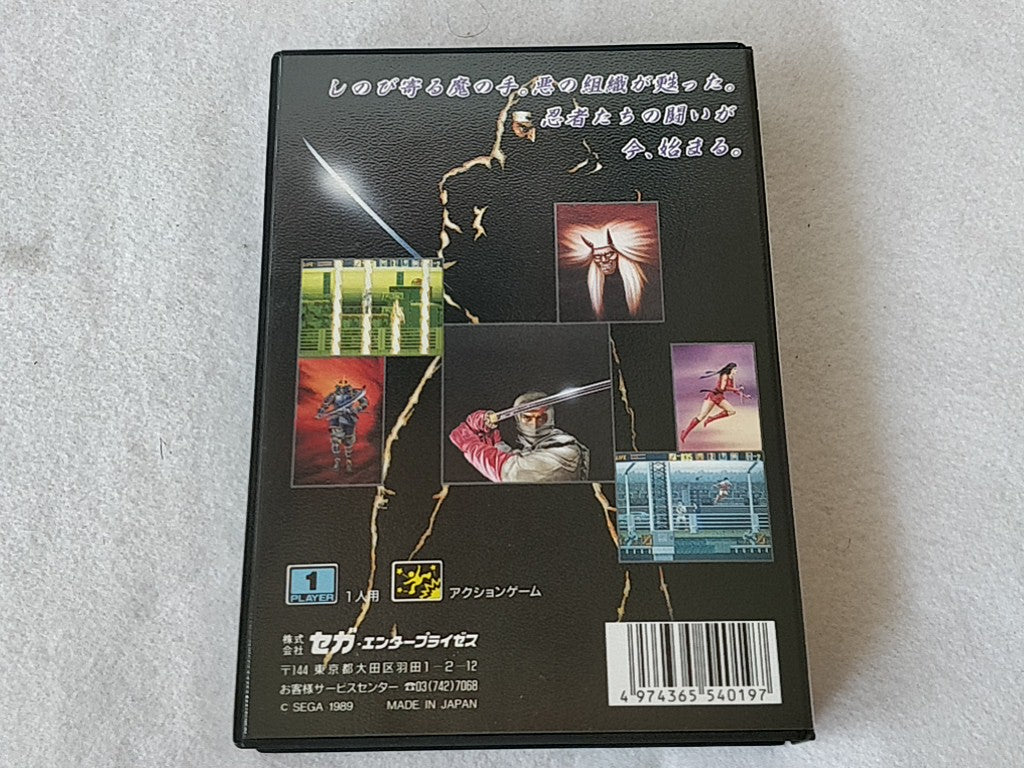 しのび寄る魔の手。悪の組織が甦った。
忍者たちの闘いが
今、始まる。
LIFE
1
PLAYER
1人用
アクションゲーム
株式会社 セガ・エンタープライゼス
〒144 東京都大田区羽田1-2-12
お客様サービスセンター ☎03(742)7068
© SEGA 1989 MADE IN JAPAN
4 974365 540197